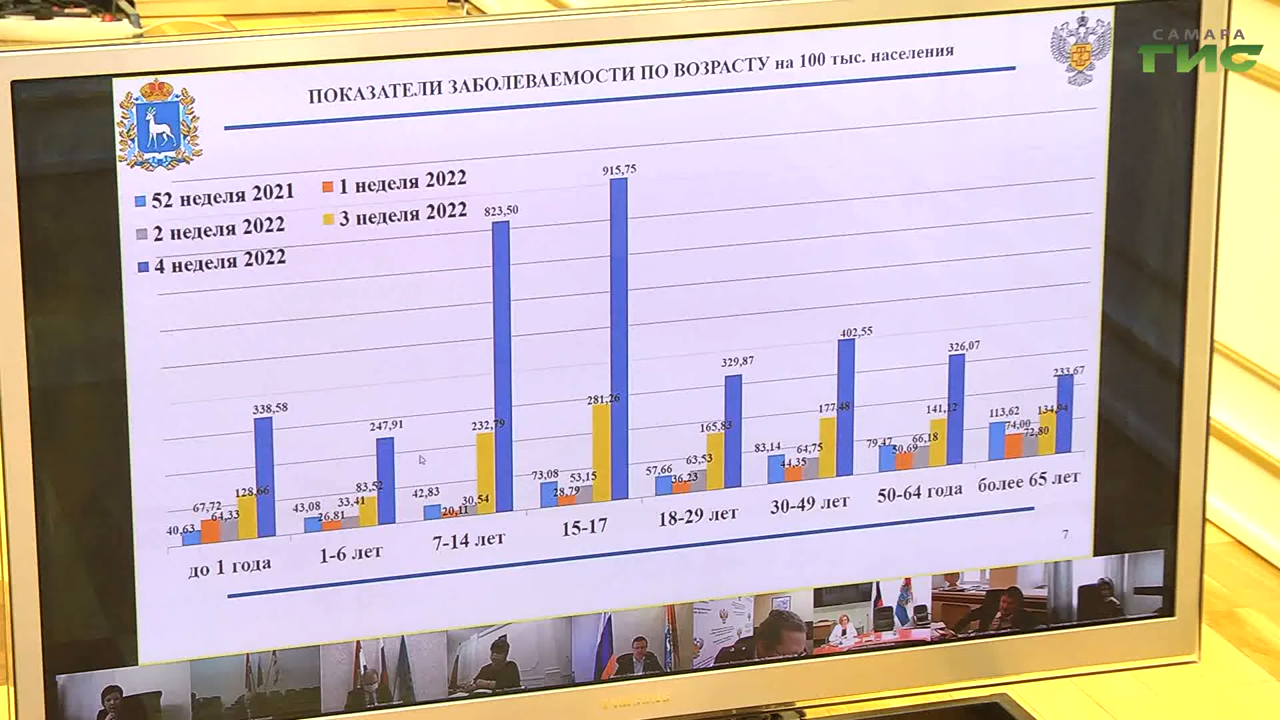 САМАРА
ГИС
ПОКАЗАТЕЛИ ЗАБОЛЕВАЕМОСТИ ПО ВОЗРАСТУ на 100 тыс. населения
52 неделя 2021
1 неделя 2022
2 неделя 2022
3 неделя 2022
4 неделя 2022
40,63
67,72
64,33
128,66
338,58
43,08
26,81
33,41
83,52
247,91
42,83
20,11
30,54
232,79
823,50
73,08
28,79
53,15
281,26
915,75
57,66
36,23
63,53
165,83
329,87
83,14
44,35
64,75
177,48
402,55
79,47
50,69
66,18
141,12
326,07
113,62
74,00
72,80
134,94
233,67
до 1 года
1-6 лет
7-14 лет
15-17
18-29 лет
30-49 лет
50-64 года
более 65 лет
7